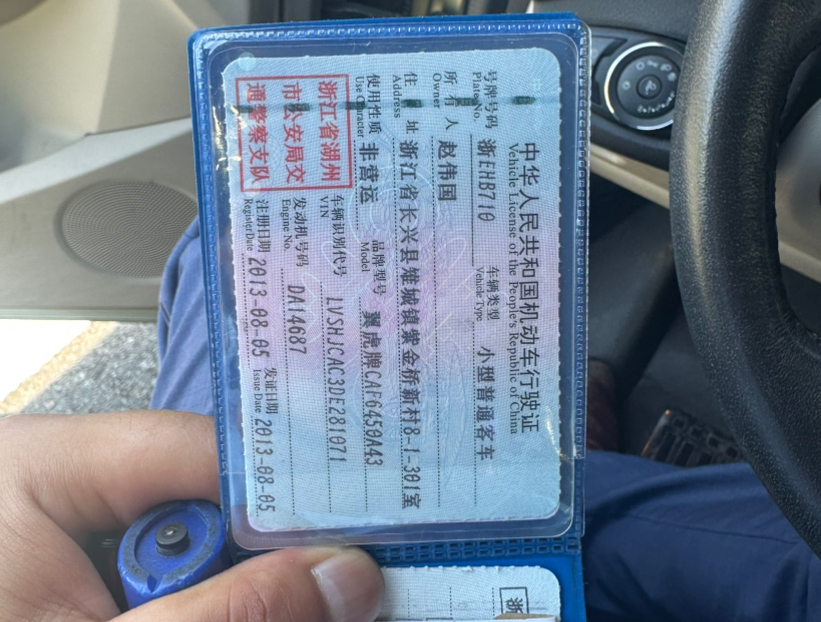 中华人民共和国机动车行驶证
Vehicle License of the People's Republic of China
号牌号码 浙EHB710 车辆类型 小型普通客车
Plate No. Vehicle Type
所有人 赵伟国
Owner
住址 浙江省长兴县雉城镇紫金桥新村8-1-301室
Address
使用性质 非营运 品牌型号 翼虎牌CAF6450A43
Use Character Model
浙江省湖州
市公安局交
通警察支队
车辆识别代号 LVSHJCAC3DE281071
VIN
发动机号码 DA14687
Engine No.
注册日期 2013-08-05 发证日期 2013-08-05
Register Date Issue Date
浙